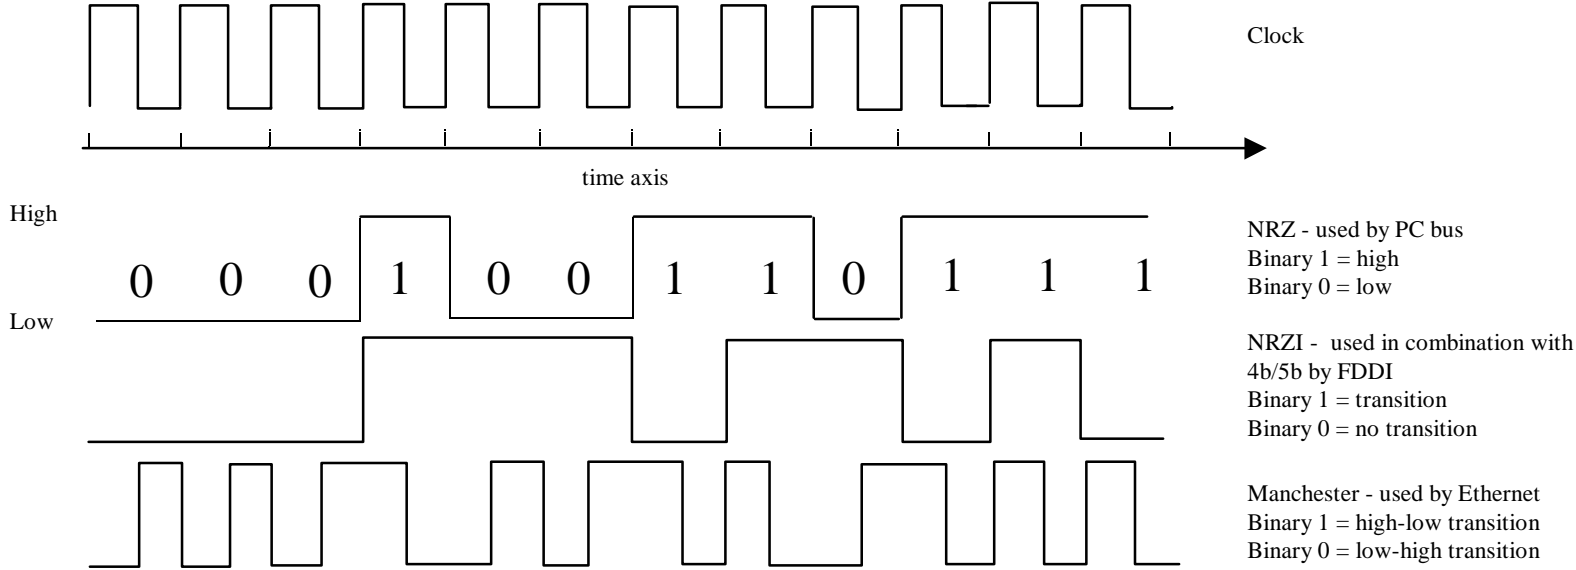 Clock
time axis
High
0 0 0 1 0 0 1 1 0 1 1 1
Low
NRZ - used by PC bus
Binary 1 = high
Binary 0 = low
NRZI - used in combination with
4b/5b by FDDI
Binary 1 = transition
Binary 0 = no transition
Manchester - used by Ethernet
Binary 1 = high-low transition
Binary 0 = low-high transition